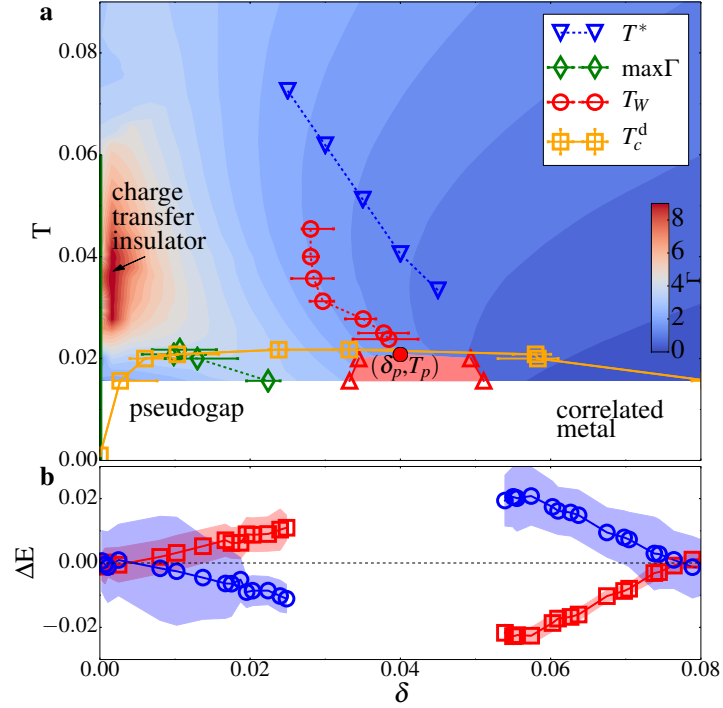 a
0.08
0.06
0.04
0.02
0.00
T
T*
maxΓ
T_W
T_c^d
charge
transfer
insulator
8
6
4
2
0
Γ
(δ_p,T_p)
pseudogap
correlated
metal
b
0.02
0.00
−0.02
ΔE
0.00
0.02
0.04
0.06
0.08
δ